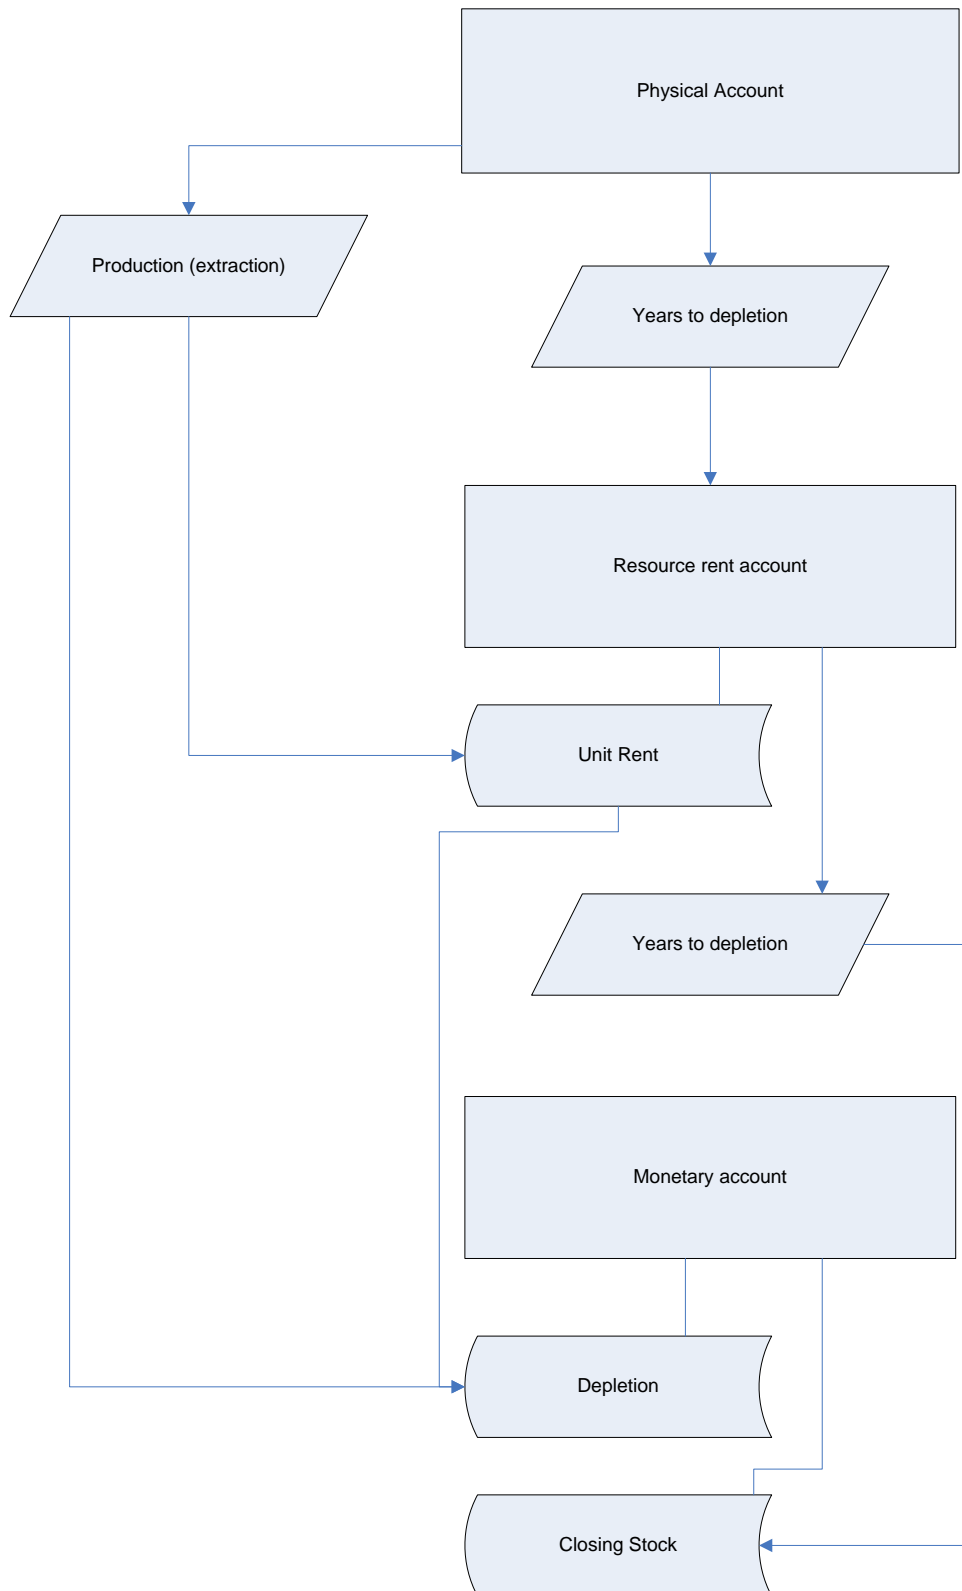 Physical Account
Production (extraction)
Years to depletion
Resource rent account
Unit Rent
Years to depletion
Monetary account
Depletion
Closing Stock